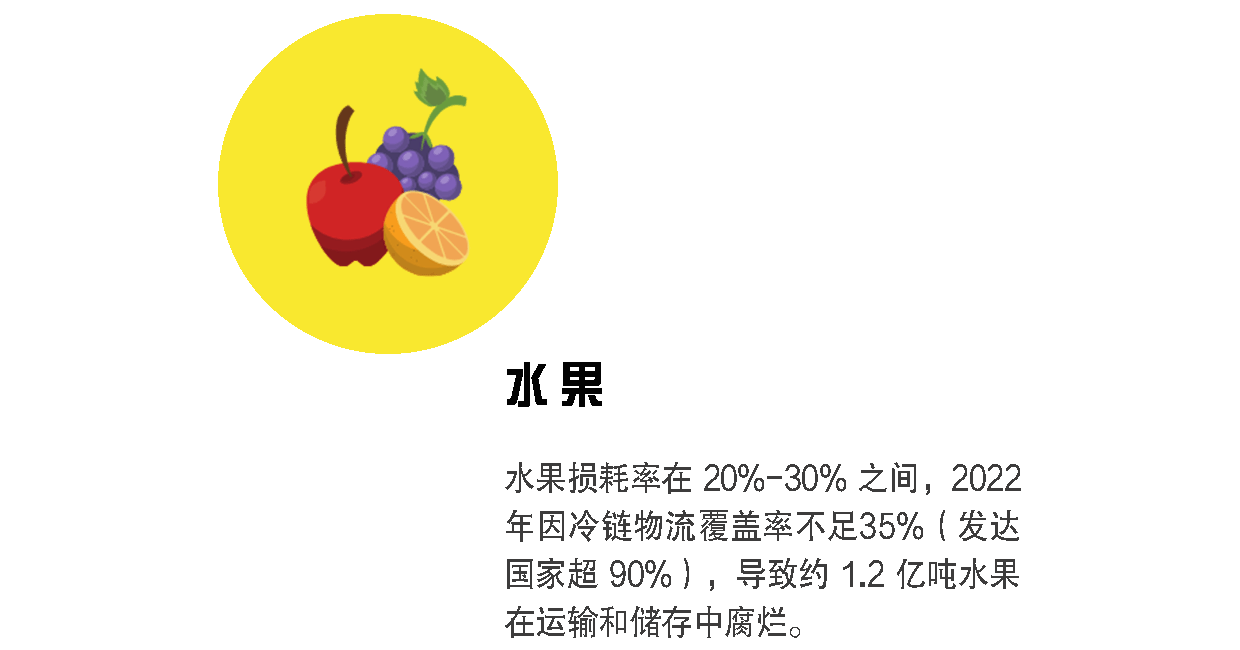 水果
水果损耗率在 20%-30% 之间，2022
年因冷链物流覆盖率不足35%（发达
国家超 90%），导致约 1.2 亿吨水果
在运输和储存中腐烂。